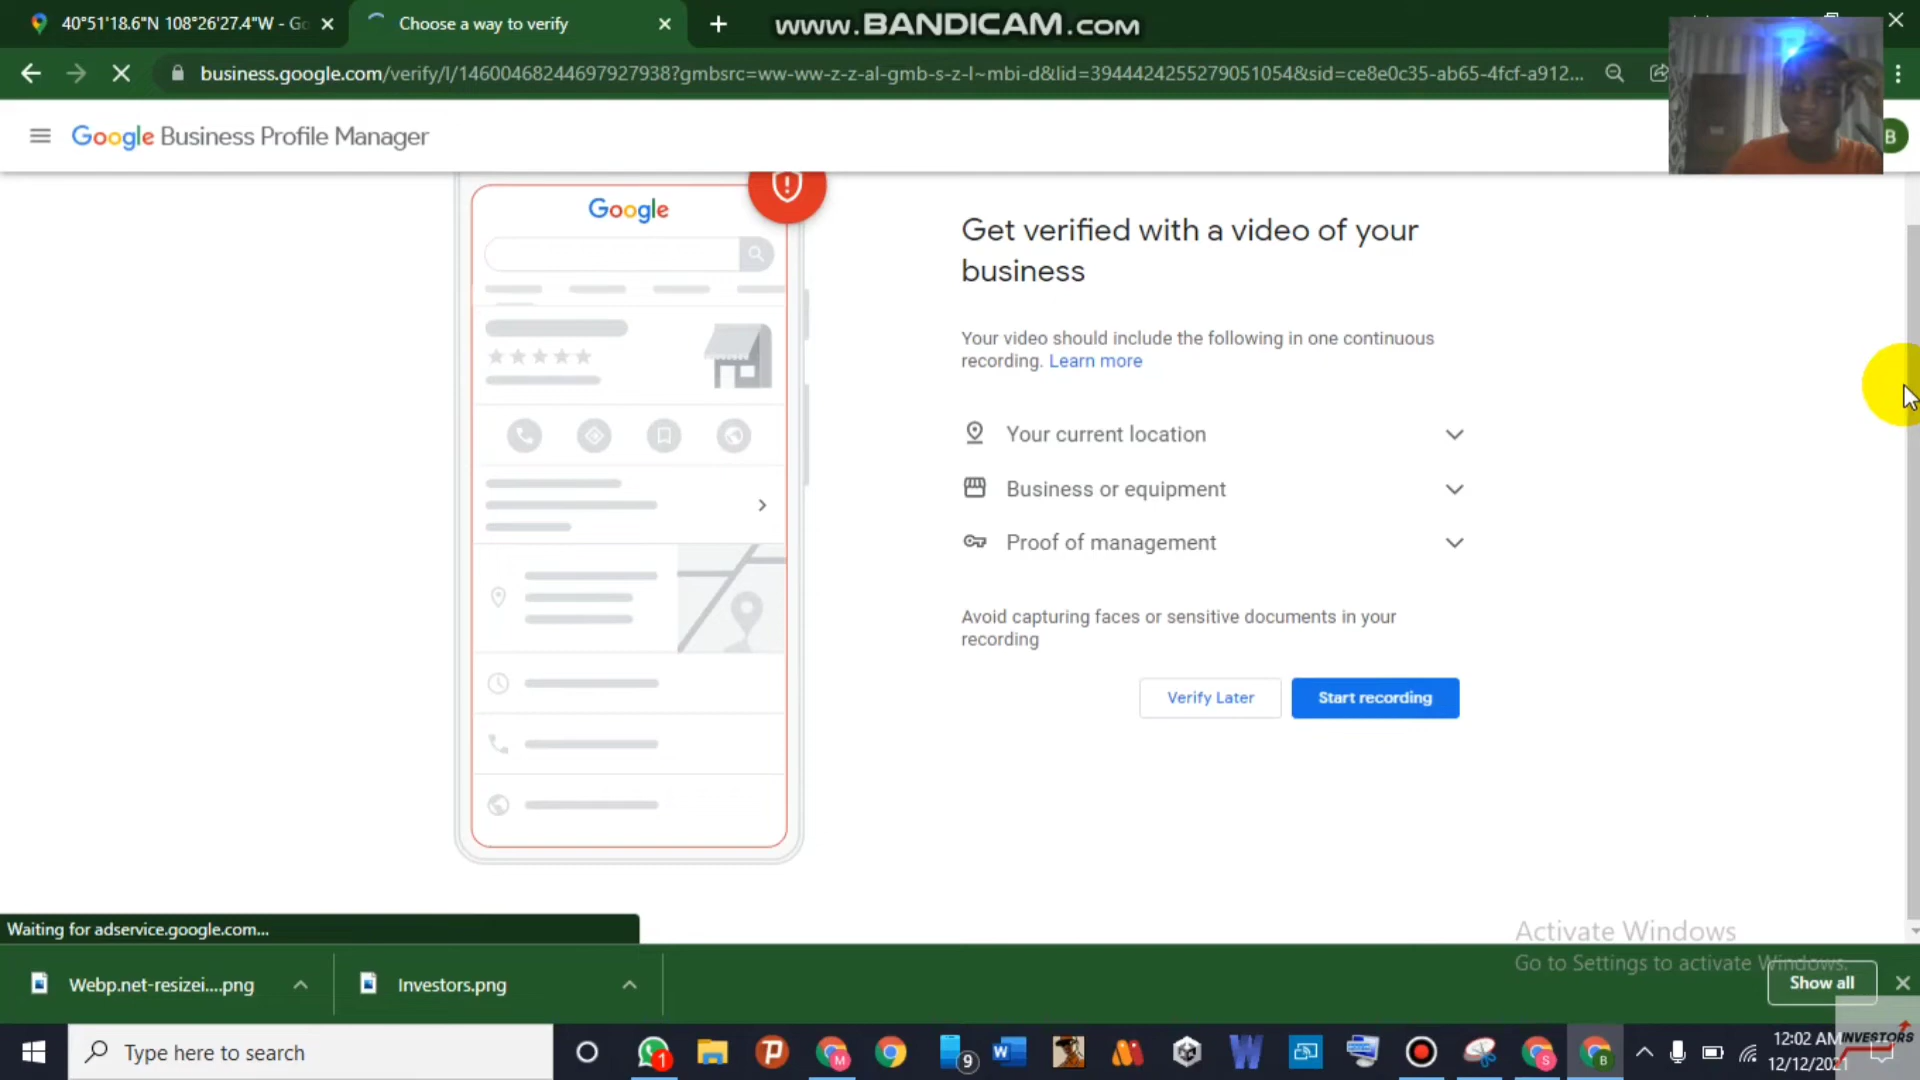 www.BANDICAM.com
40°51'18.6"N 108°26'27.4"W - Go
Choose a way to verify
business.google.com/verify/l/14600468244697927938?gmbsrc=ww-ww-z-z-al-gmb-s-z-l~mbi-d&lid=3944424255279051054&sid=ce8e0c35-ab65-4fcf-a912...
Google Business Profile Manager
B
Google
Get verified with a video of your
business
Your video should include the following in one continuous
recording. Learn more
Your current location
Business or equipment
Proof of management
Avoid capturing faces or sensitive documents in your
recording
Verify Later
Start recording
Waiting for adservice.google.com...
Activate Windows
Go to Settings to activate Windows.
Webp.net-resizei....png
Investors.png
Show all
Type here to search
1
M
9
S
B
12:02 AM
12/12/2021
INVESTORS